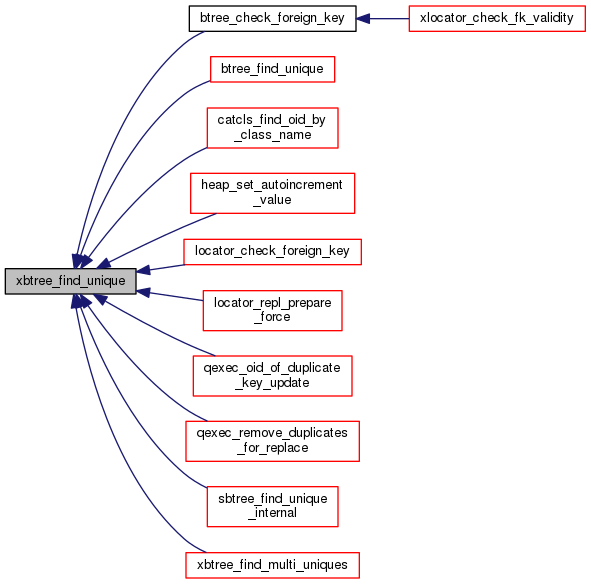 btree_check_foreign_key
xlocator_check_fk_validity
btree_find_unique
catcls_find_oid_by
_class_name
heap_set_autoincrement
_value
locator_check_foreign_key
xbtree_find_unique
locator_repl_prepare
_force
qexec_oid_of_duplicate
_key_update
qexec_remove_duplicates
_for_replace
sbtree_find_unique
_internal
xbtree_find_multi_uniques